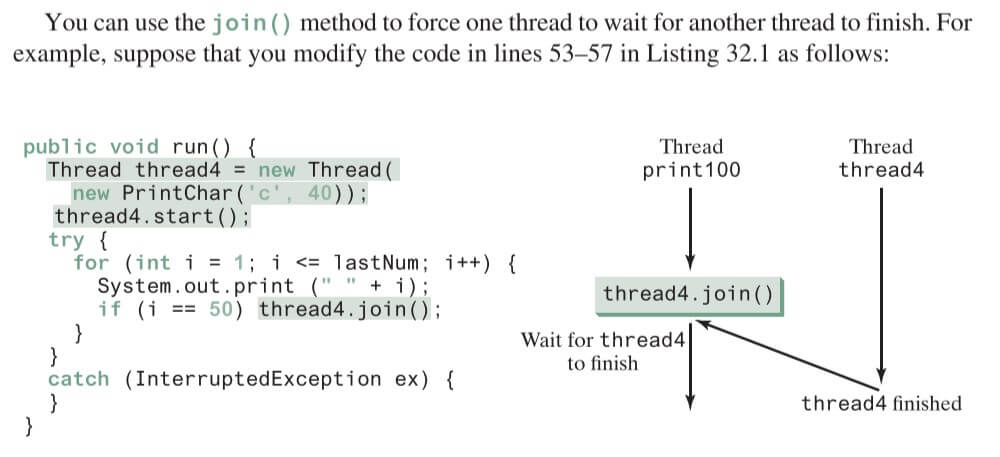 You can use the join() method to force one thread to wait for another thread to finish. For
example, suppose that you modify the code in lines 53–57 in Listing 32.1 as follows:
public void run() {
  Thread thread4 = new Thread(
    new PrintChar('c', 40));
  thread4.start();
  try {
    for (int i = 1; i <= lastNum; i++) {
      System.out.print (" " + i);
      if (i == 50) thread4.join();
    }
  }
  catch (InterruptedException ex) {
  }
}
Thread
print100
Thread
thread4
thread4.join()
Wait for thread4
to finish
thread4 finished